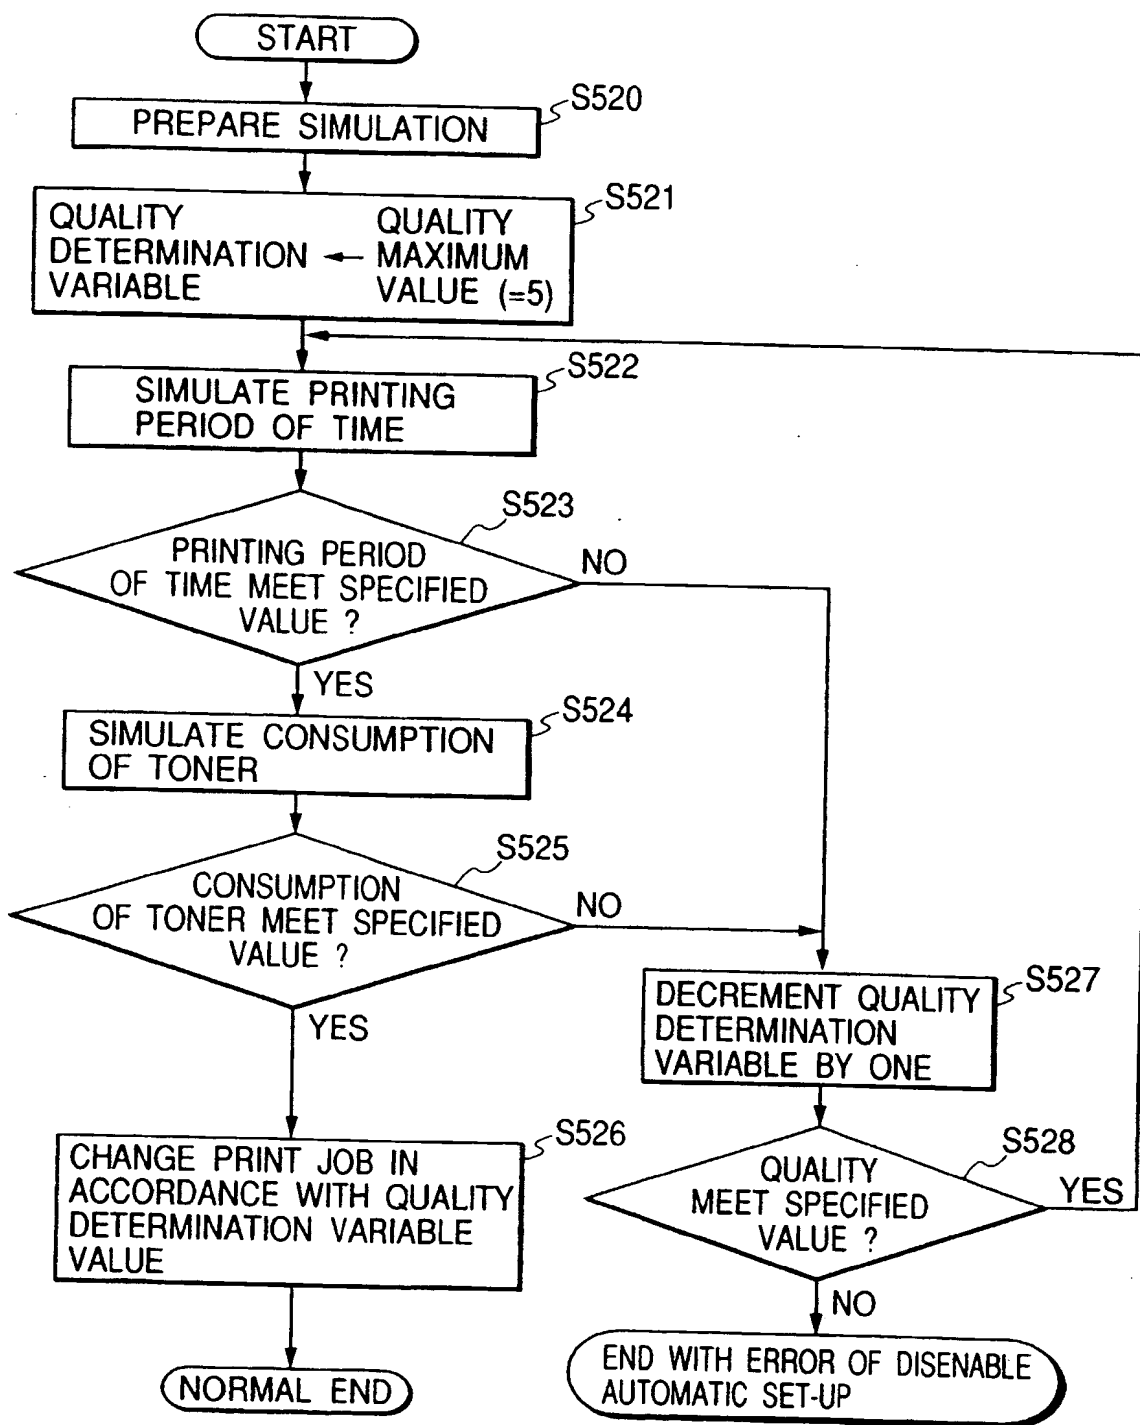 START
S520
PREPARE SIMULATION
S521
QUALITY
DETERMINATION
VARIABLE
QUALITY
MAXIMUM
VALUE (=5)
S522
SIMULATE PRINTING
PERIOD OF TIME
S523
PRINTING PERIOD
OF TIME MEET SPECIFIED
VALUE ?
NO
YES
S524
SIMULATE CONSUMPTION
OF TONER
S525
CONSUMPTION
OF TONER MEET SPECIFIED
VALUE ?
NO
YES
S527
DECREMENT QUALITY
DETERMINATION
VARIABLE BY ONE
S526
CHANGE PRINT JOB IN
ACCORDANCE WITH QUALITY
DETERMINATION VARIABLE
VALUE
S528
QUALITY
MEET SPECIFIED
VALUE ?
YES
NO
NORMAL END
END WITH ERROR OF DISENABLE
AUTOMATIC SET-UP